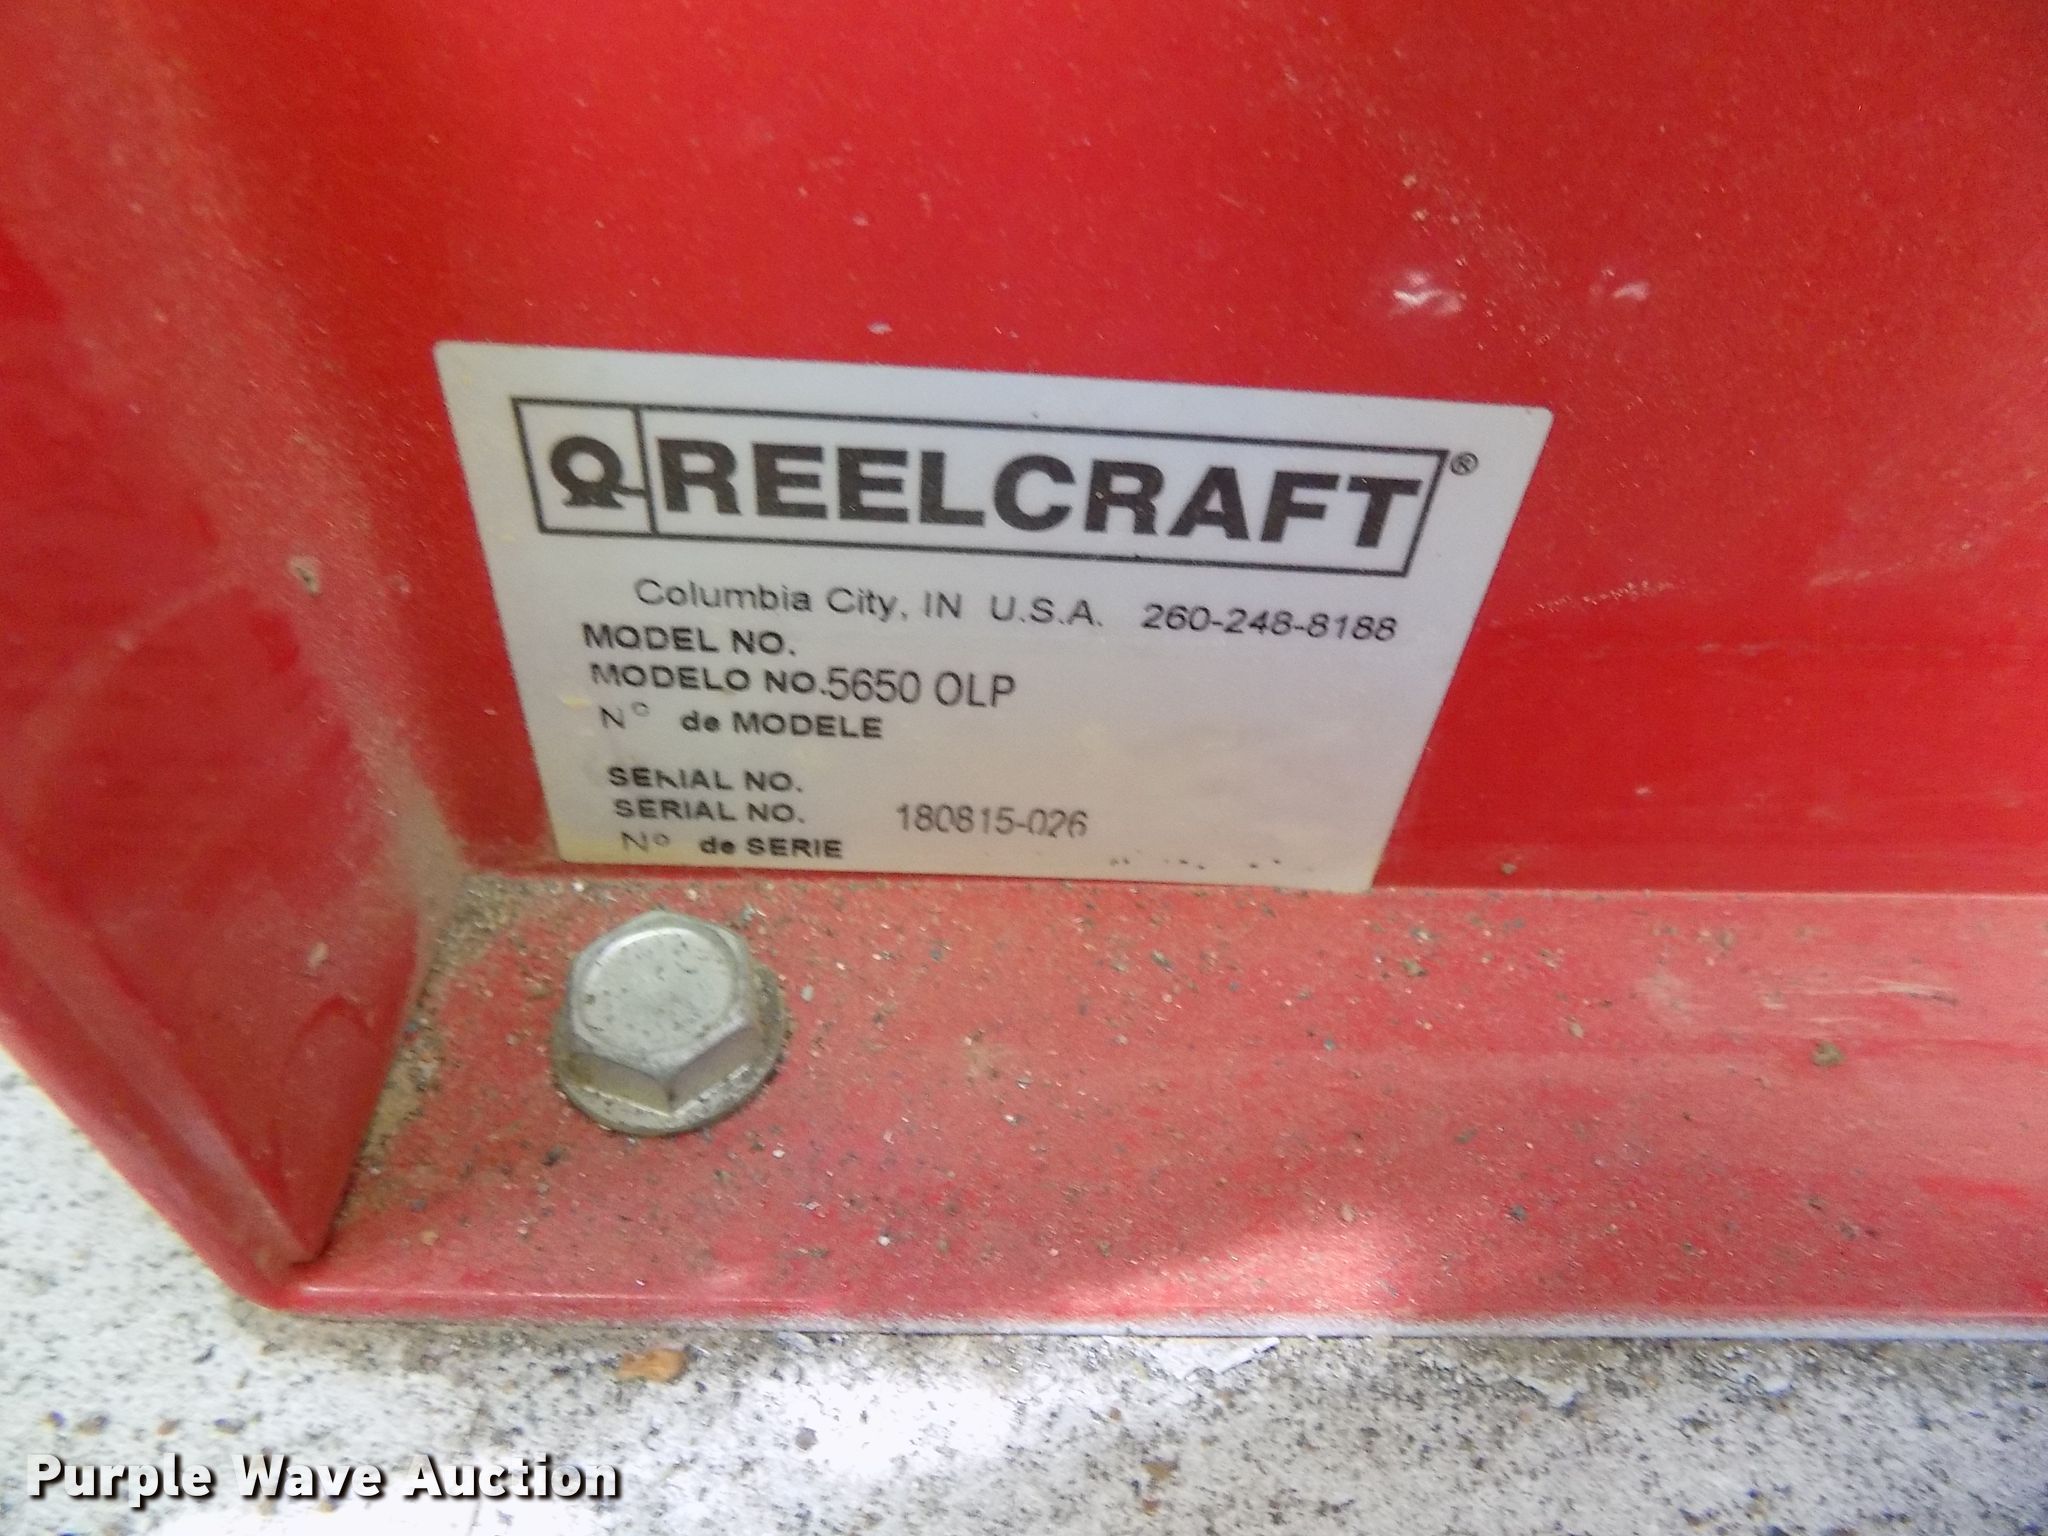 REELCRAFT®
Columbia City, IN U.S.A. 260-248-8188
MODEL NO.
MODELO NO. 5650 OLP
N° de MODELE
SERIAL NO.
SERIAL NO. 180815-026
N° de SERIE
Purple Wave Auction